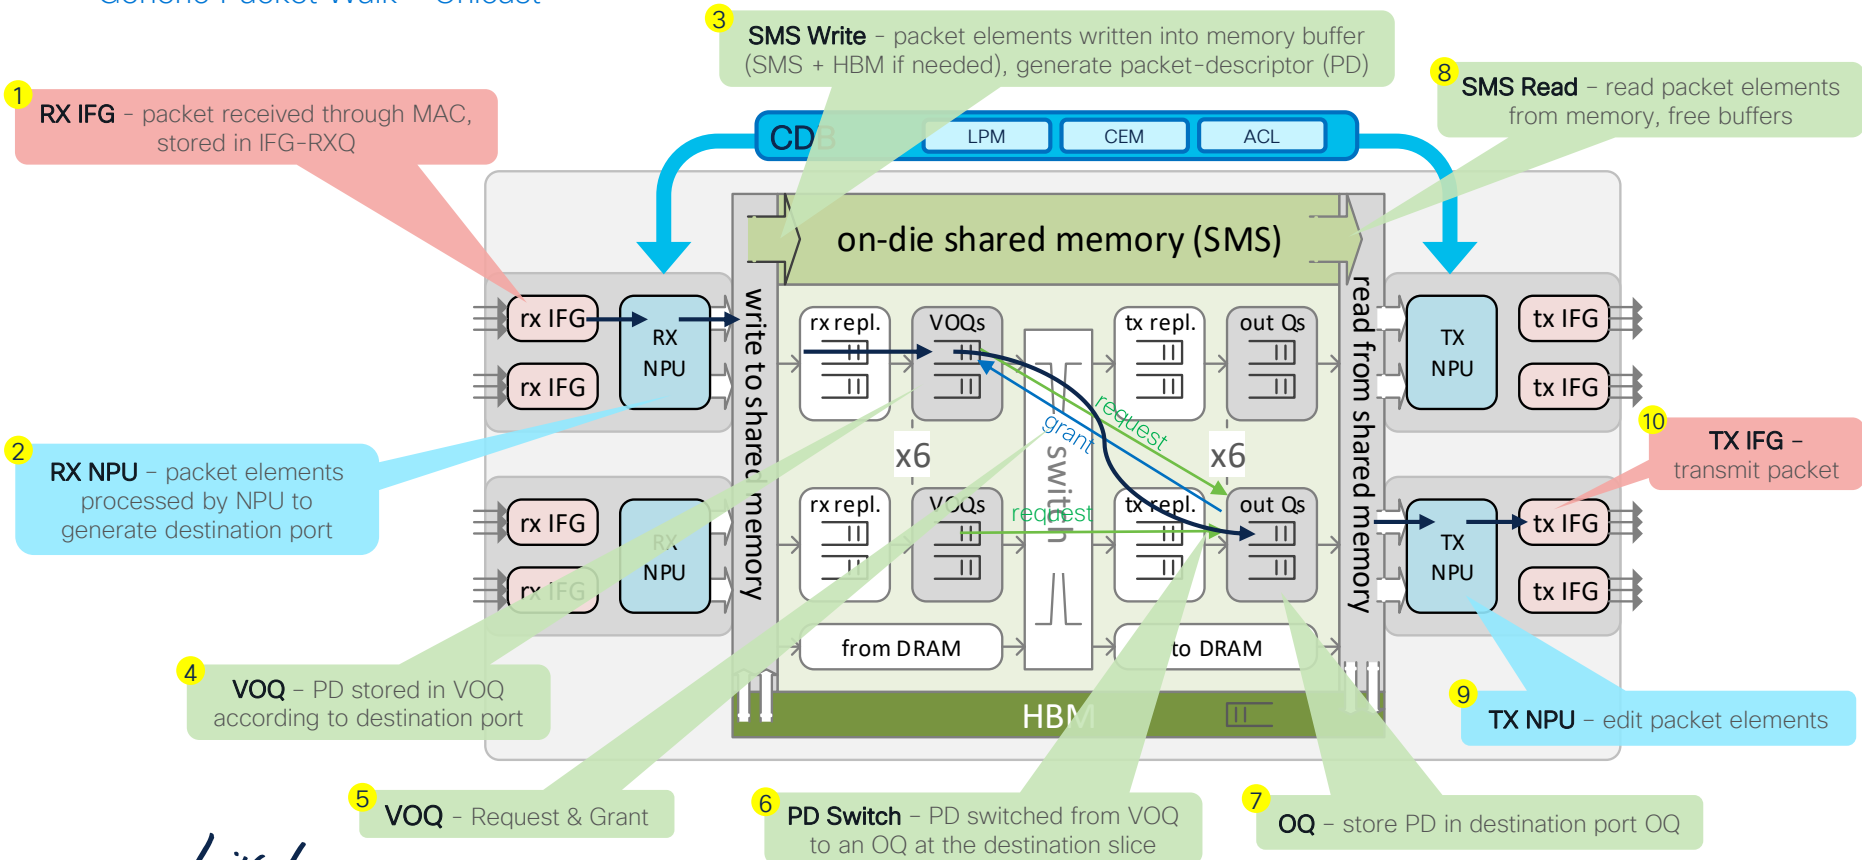 Generic Packet Walk - Unicast
3
SMS Write - packet elements written into memory buffer
(SMS + HBM if needed), generate packet-descriptor (PD)
8
SMS Read - read packet elements
from memory, free buffers
1
RX IFG - packet received through MAC,
stored in IFG-RXQ
CDB
LPM
CEM
ACL
on-die shared memory (SMS)
write to shared memory
read from shared memory
rx IFG
rx IFG
RX
NPU
rx repl.
VOQs
tx repl.
out Qs
TX
NPU
tx IFG
tx IFG
request
grant
switch
x6
x6
2
RX NPU - packet elements
processed by NPU to
generate destination port
10
TX IFG -
transmit packet
rx IFG
rx IFG
RX
NPU
rx repl.
VOQs
request
tx repl.
out Qs
TX
NPU
tx IFG
tx IFG
from DRAM
to DRAM
HBM
4
VOQ - PD stored in VOQ
according to destination port
9
TX NPU - edit packet elements
5
VOQ - Request & Grant
6
PD Switch - PD switched from VOQ
to an OQ at the destination slice
7
OQ - store PD in destination port OQ